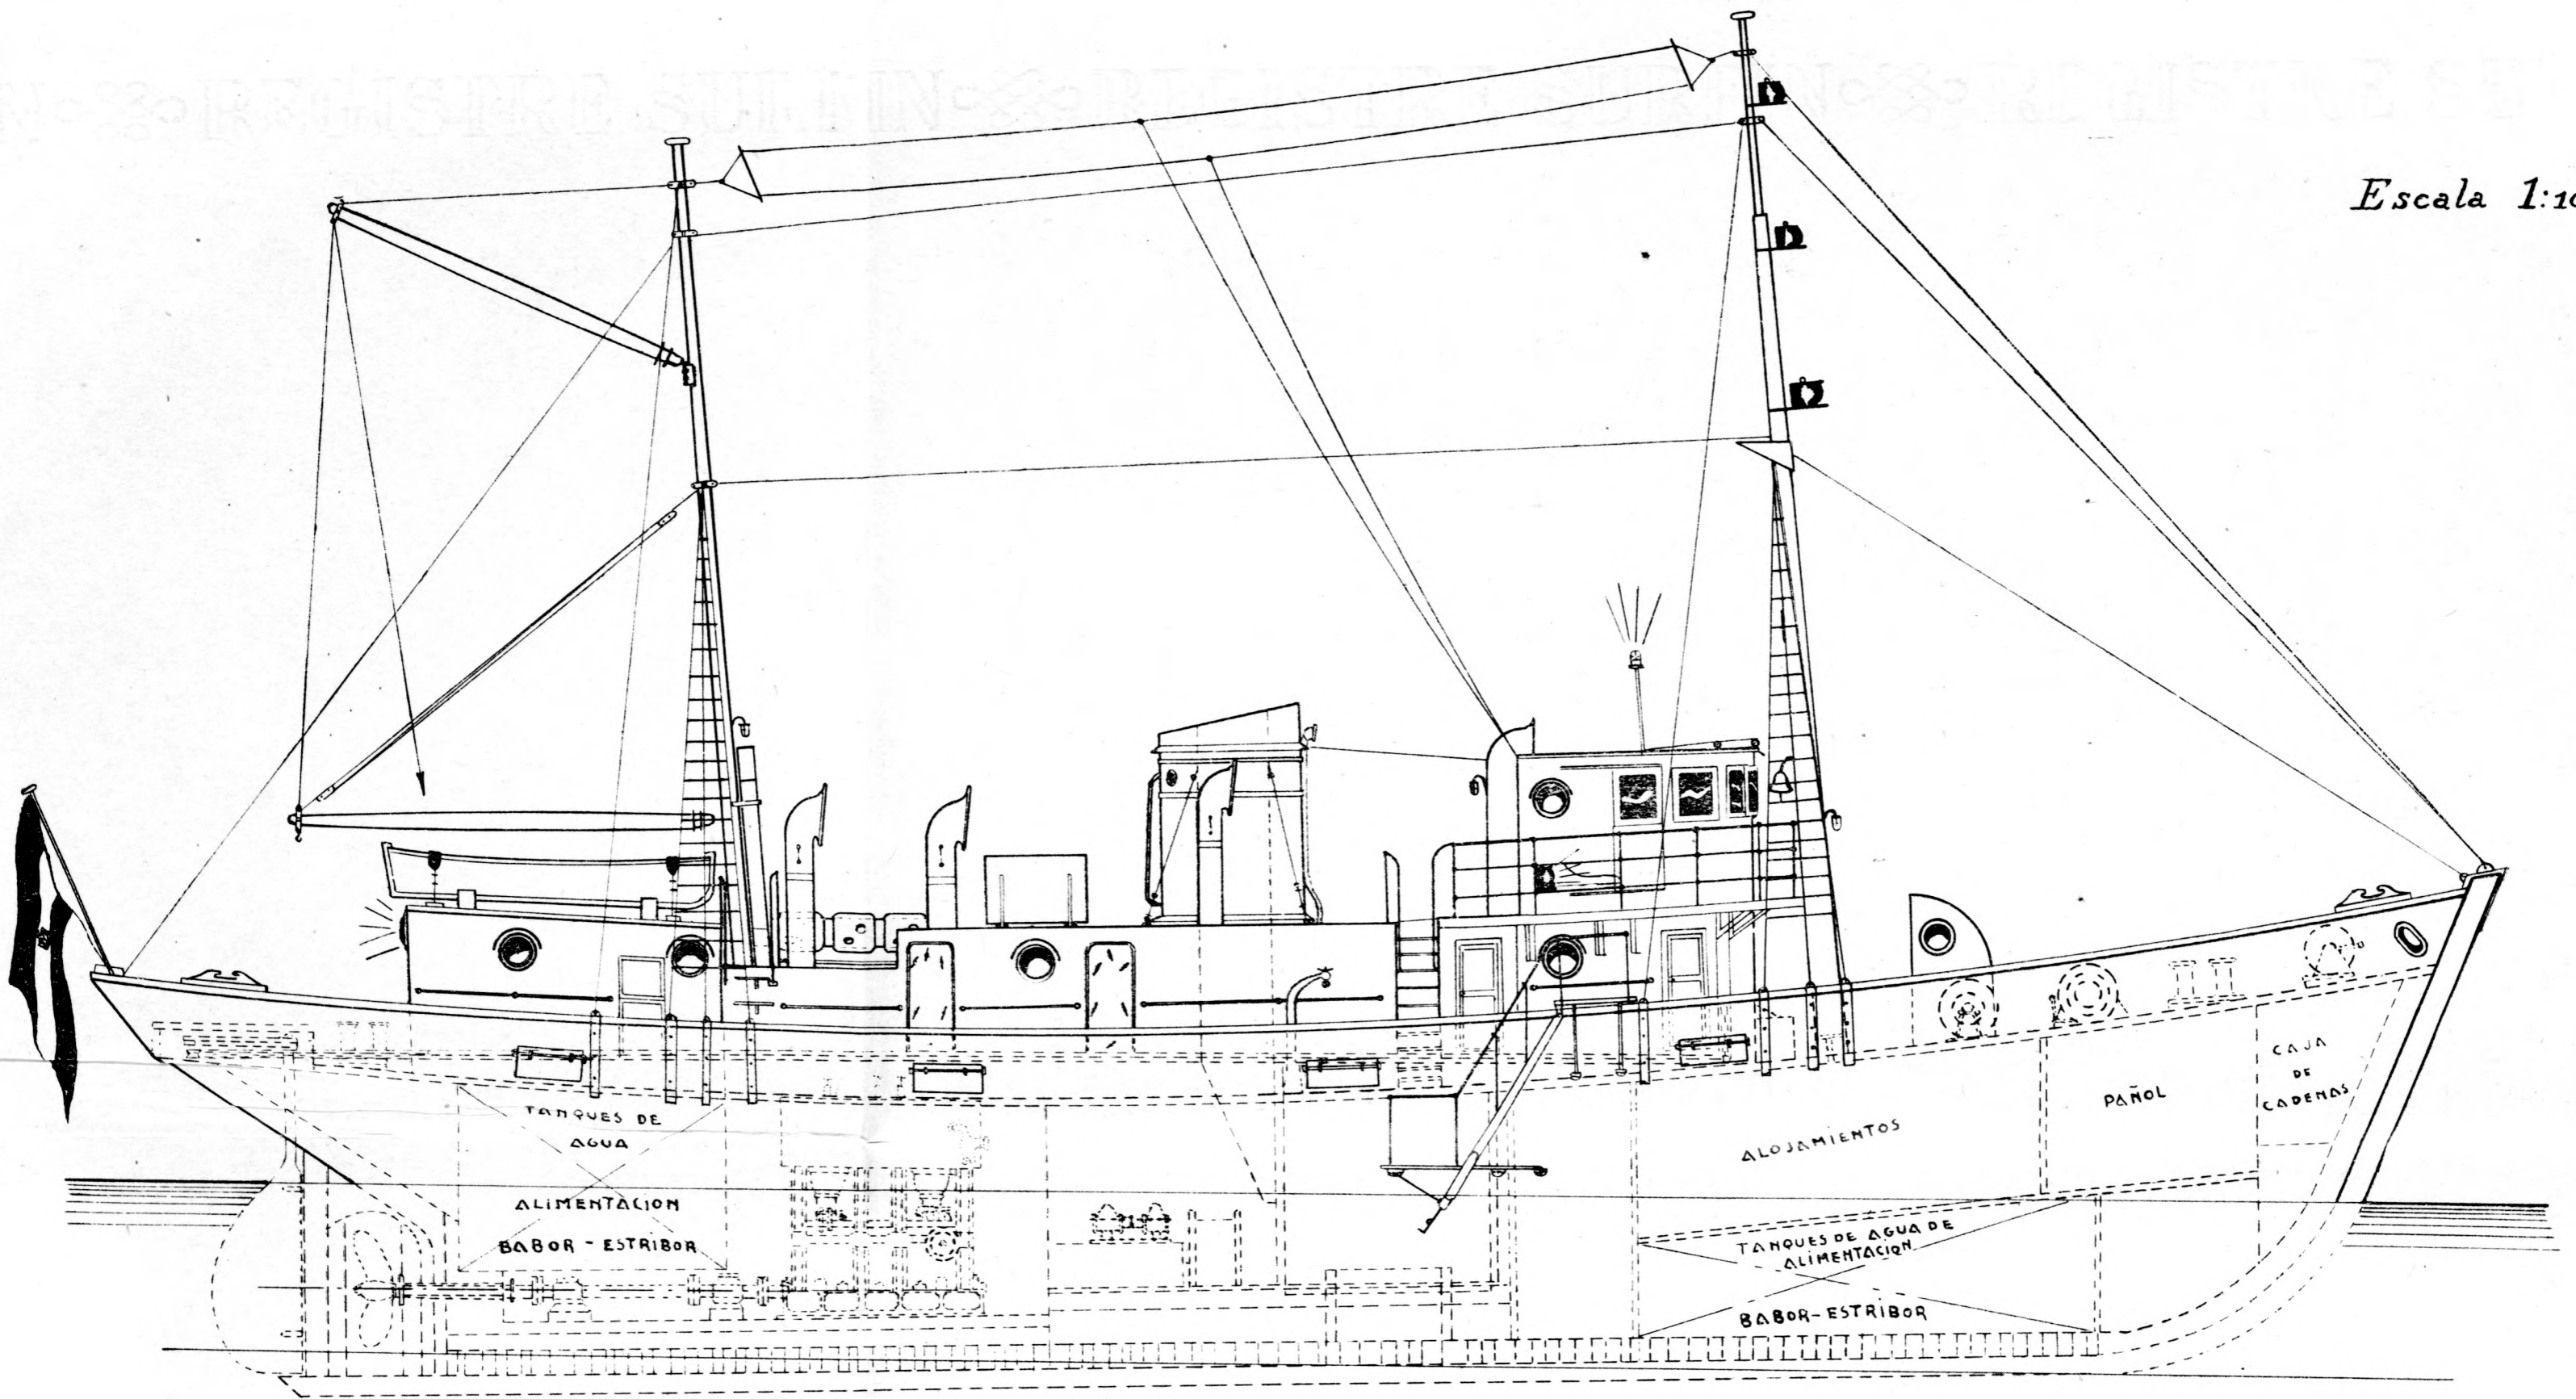 Escala 1:10
CAJA
DE
CADENAS
PAÑOL
ALOJAMIENTOS
TANQUES DE
AGUA
ALIMENTACION
BABOR - ESTRIBOR
TANQUES DE AGUA DE
ALIMENTACION
BABOR-ESTRIBOR